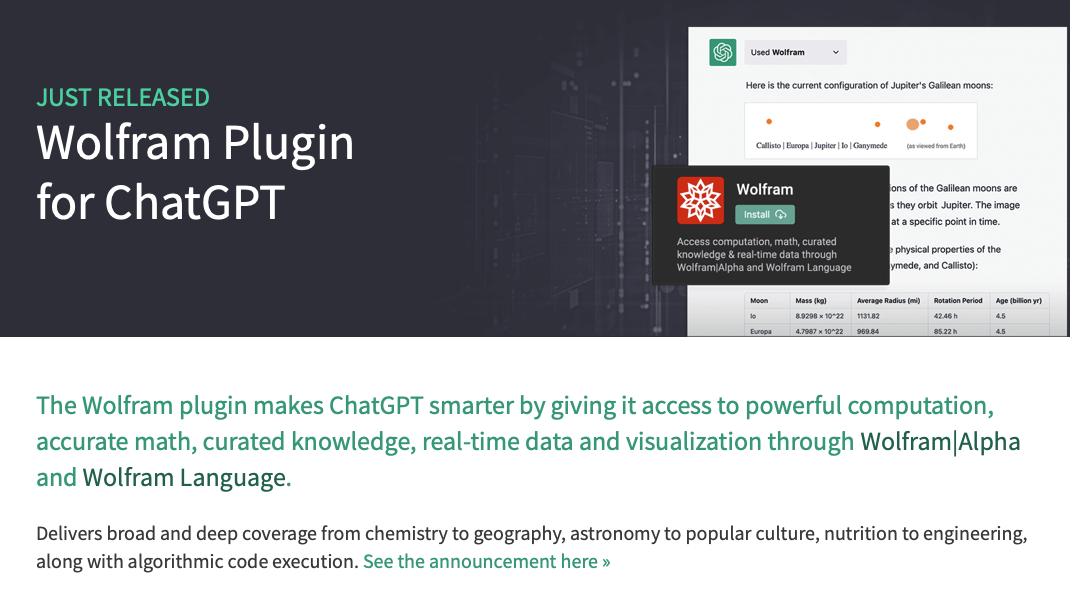 JUST RELEASED
Wolfram Plugin
for ChatGPT
Used Wolfram
Here is the current configuration of Jupiter's Galilean moons:
Callisto | Europa | Jupiter | Io | Ganymede
(as viewed from Earth)
ions of the Galilean moons are
s they orbit Jupiter. The image
at a specific point in time.
physical properties of the
ymede, and Callisto):
Wolfram
Install
Access computation, math, curated
knowledge & real-time data through
Wolfram|Alpha and Wolfram Language
Moon Mass (kg) Average Radius (mi) Rotation Period Age (billion yr)
Io 8.9298 × 10^22 1131.82 42.46 h 4.5
Europa 4.7987 × 10^22 969.84 85.22 h 4.5
The Wolfram plugin makes ChatGPT smarter by giving it access to powerful computation,
accurate math, curated knowledge, real-time data and visualization through Wolfram|Alpha
and Wolfram Language.
Delivers broad and deep coverage from chemistry to geography, astronomy to popular culture, nutrition to engineering,
along with algorithmic code execution. See the announcement here »